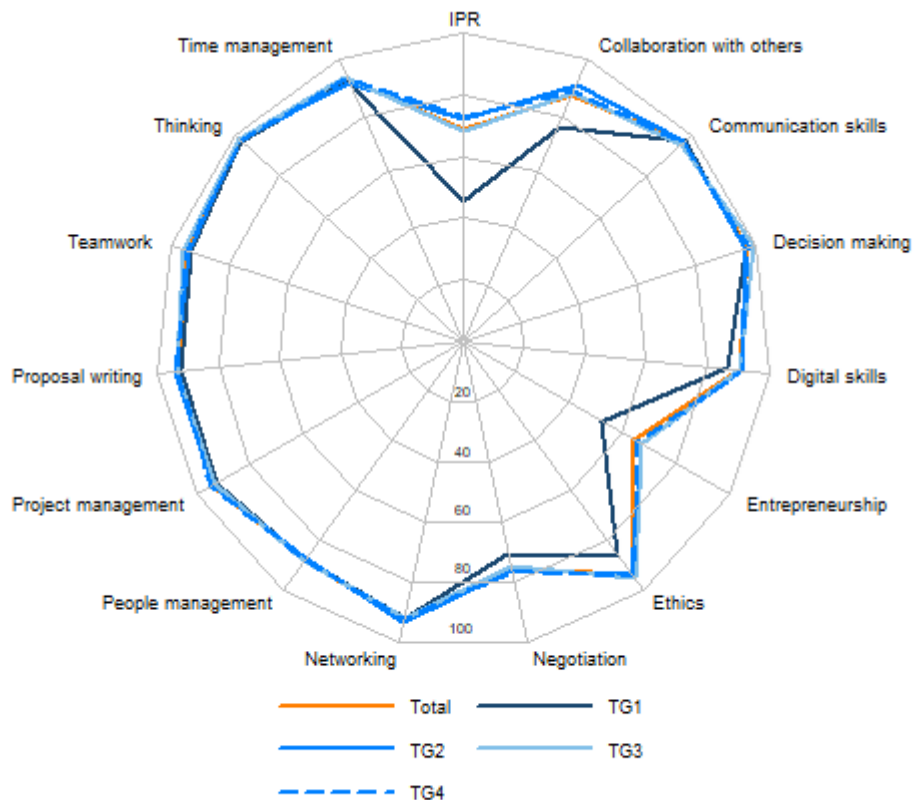 IPR
Time management
Collaboration with others
Thinking
Communication skills
Teamwork
Decision making
Proposal writing
Digital skills
20
40
Project management
Entrepreneurship
60
80
People management
Ethics
100
Networking
Negotiation
Total
TG1
TG2
TG3
TG4